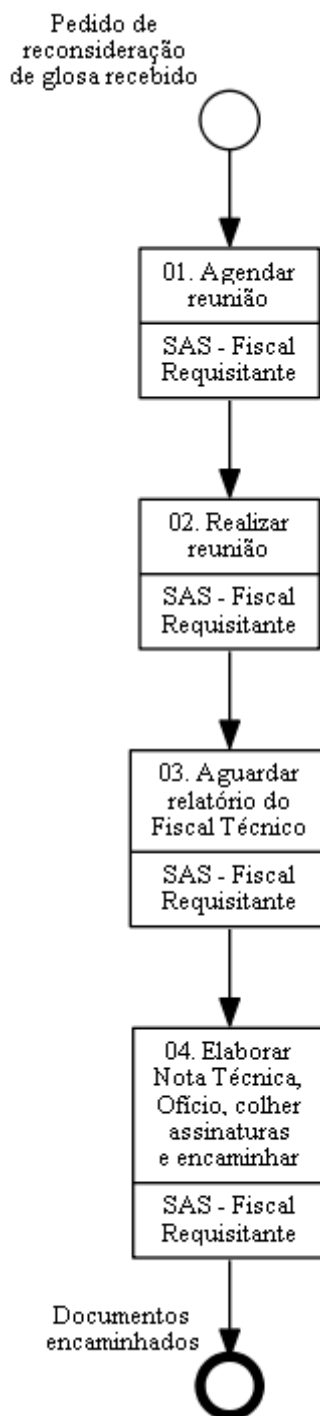 Pedido de
reconsideração
de glosa recebido
01. Agendar
reunião
SAS - Fiscal
Requisitante
02. Realizar
reunião
SAS - Fiscal
Requisitante
03. Aguardar
relatório do
Fiscal Técnico
SAS - Fiscal
Requisitante
04. Elaborar
Nota Técnica,
Ofício, colher
assinaturas
e encaminhar
SAS - Fiscal
Requisitante
Documentos
encaminhados